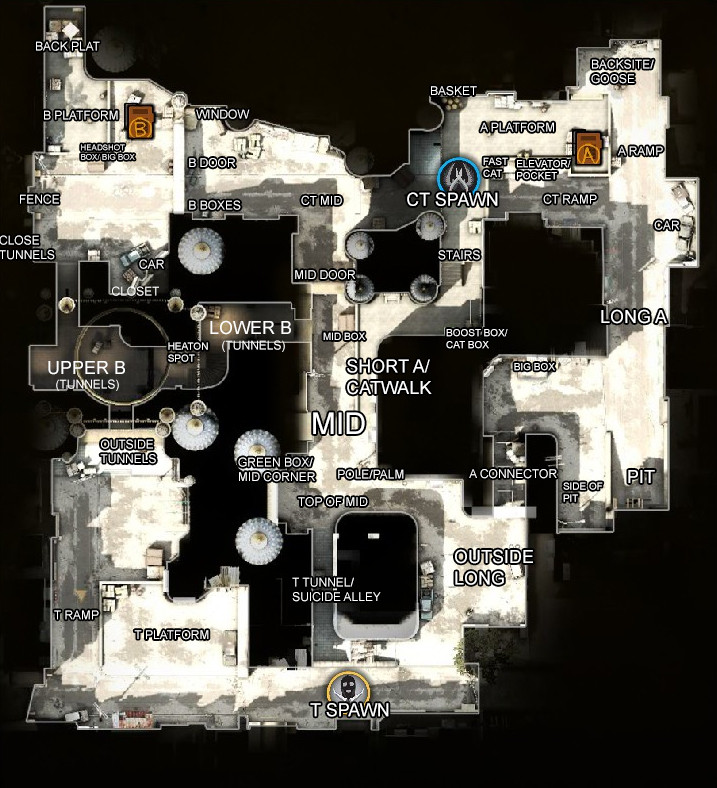 BACK PLAT
BACKSITE/
GOOSE
BASKET
B PLATFORM
B
WINDOW
A PLATFORM
HEADSHOT
BOX/ BIG BOX
B DOOR
A
A RAMP
FAST
CAT
ELEVATOR/
POCKET
FENCE
B BOXES
CT MID
CT SPAWN
CT RAMP
CAR
CLOSE
TUNNELS
CAR
MID DOOR
STAIRS
CLOSET
LOWER B
(TUNNELS)
LONG A
HEATON
SPOT
MID BOX
BOOST BOX/
CAT BOX
UPPER B
(TUNNELS)
SHORT A/
CATWALK
BIG BOX
MID
OUTSIDE
TUNNELS
GREEN BOX/
MID CORNER
POLE/PALM
A CONNECTOR
SIDE OF
PIT
PIT
TOP OF MID
OUTSIDE
LONG
T TUNNEL/
SUICIDE ALLEY
T RAMP
T PLATFORM
T SPAWN